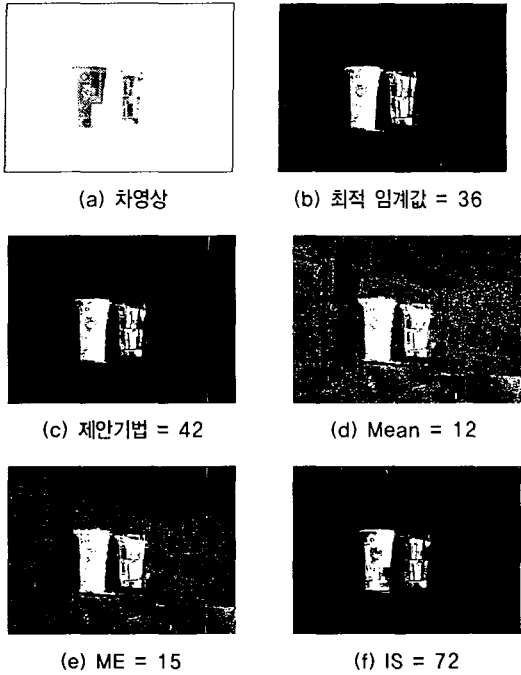 (a) 차영상
(b) 최적 임계값 = 36
(c) 제안기법 = 42
(d) Mean = 12
(e) ME = 15
(f) IS = 72